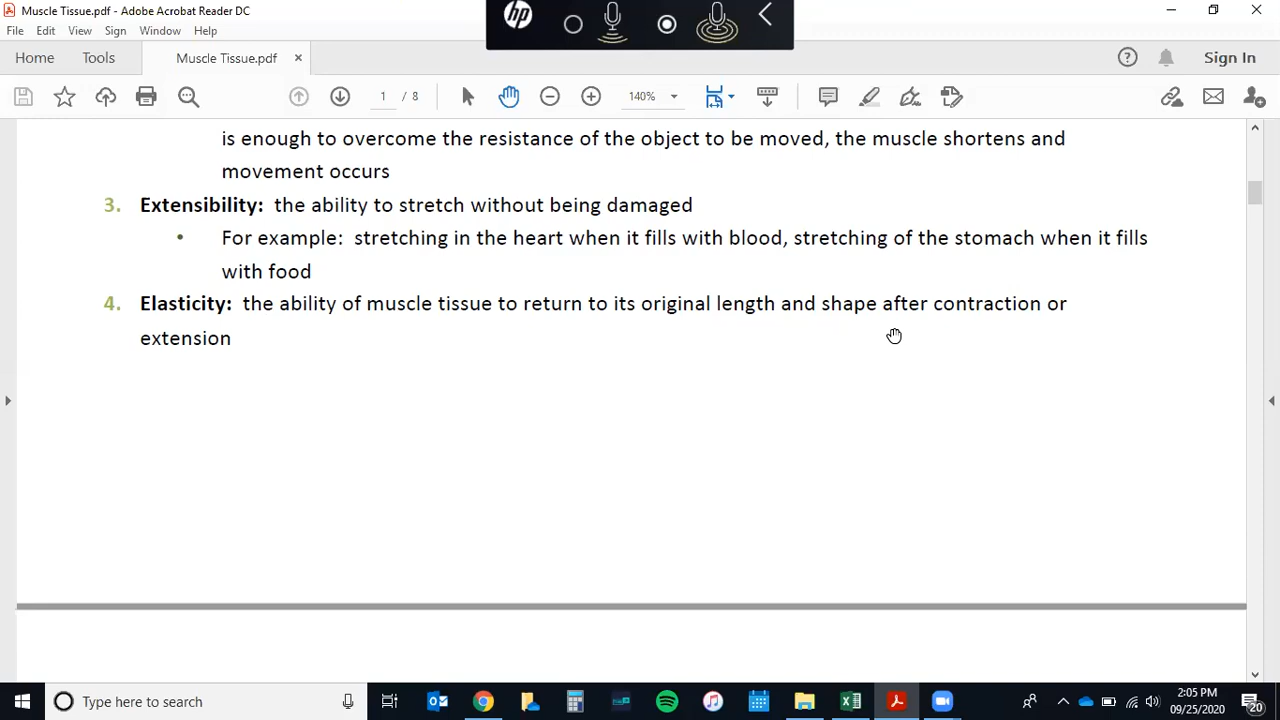 Muscle Tissue.pdf - Adobe Acrobat Reader DC
hp
File Edit View Sign Window Help
Home Tools Muscle Tissue.pdf × Sign In
1 / 8 140%
is enough to overcome the resistance of the object to be moved, the muscle shortens and
movement occurs
3. Extensibility: the ability to stretch without being damaged
• For example: stretching in the heart when it fills with blood, stretching of the stomach when it fills
with food
4. Elasticity: the ability of muscle tissue to return to its original length and shape after contraction or
extension
Type here to search
2:05 PM
09/25/2020
20